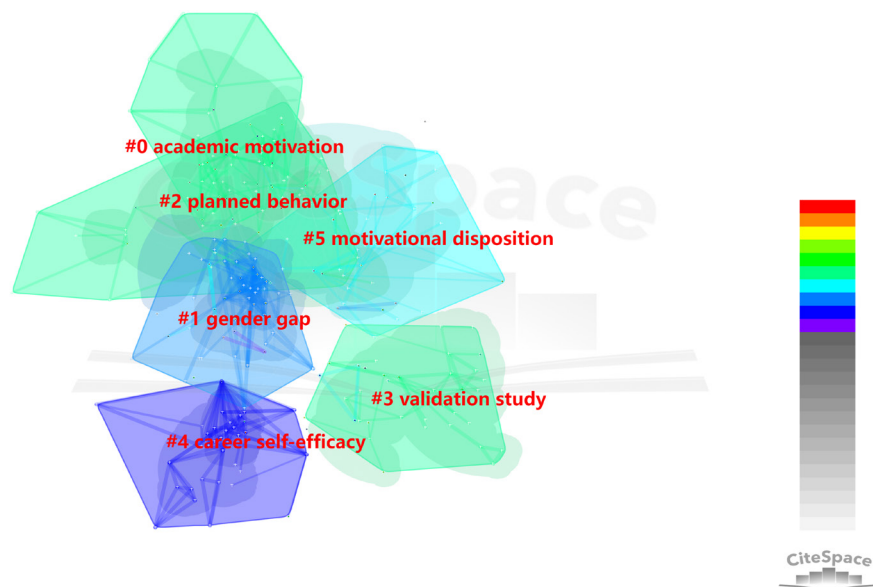 #0 academic motivation
#2 planned behavior
#5 motivational disposition
#1 gender gap
#3 validation study
#4 career self-efficacy
Space
CiteSpace